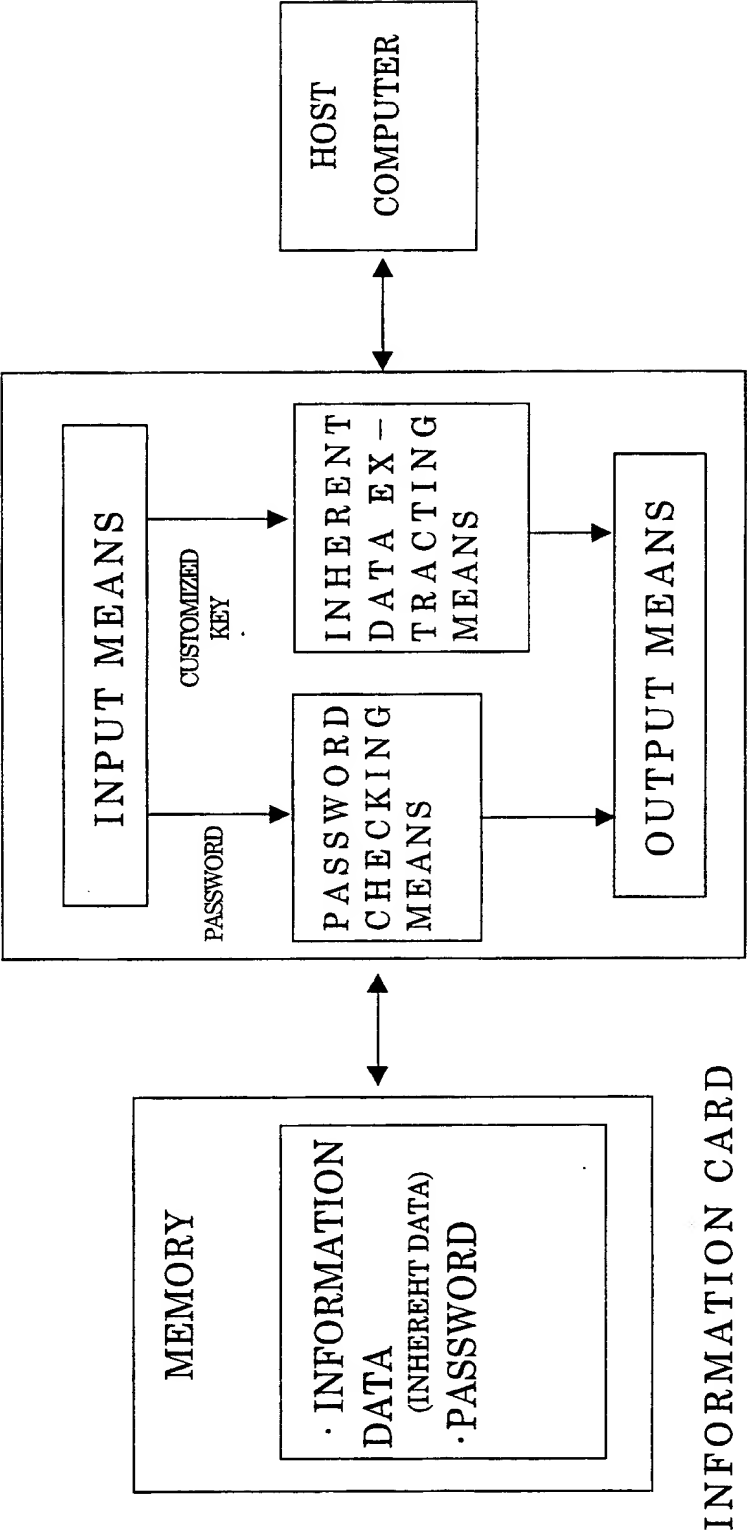 MEMORY
· INFORMATION
DATA
(INHEREHT DATA)
·PASSWORD
INFORMATION CARD
INPUT MEANS
PASSWORD
CUSTOMIZED
KEY
PASSWORD
CHECKING
MEANS
INHERENT
DATA EX–
TRACTING
MEANS
OUTPUT MEANS
HOST
COMPUTER